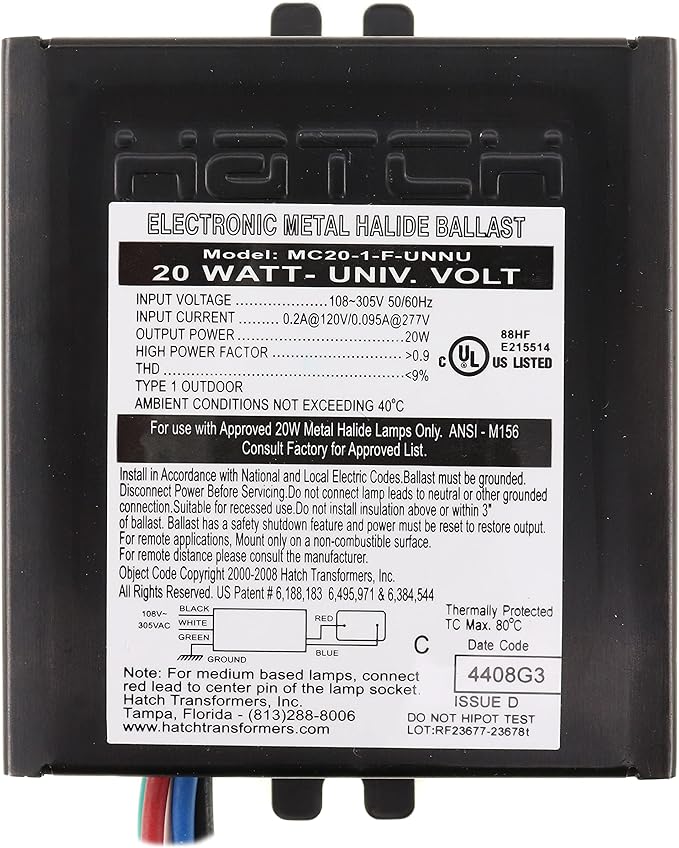 HATCH
ELECTRONIC METAL HALIDE BALLAST
Model: MC20-1-F-UNNU
20 WATT- UNIV. VOLT
INPUT VOLTAGE ..................108~305V 50/60Hz
INPUT CURRENT ......... 0.2A@120V/0.095A@277V
OUTPUT POWER .....................................20W
HIGH POWER FACTOR ............................>0.9
THD ........................................................<9%
TYPE 1 OUTDOOR
AMBIENT CONDITIONS NOT EXCEEDING 40°C
88HF
E215514
C UL US LISTED
For use with Approved 20W Metal Halide Lamps Only. ANSI - M156
Consult Factory for Approved List.
Install in Accordance with National and Local Electric Codes.Ballast must be grounded.
Disconnect Power Before Servicing.Do not connect lamp leads to neutral or other grounded
connection.Suitable for recessed use.Do not install insulation above or within 3"
of ballast. Ballast has a safety shutdown feature and power must be reset to restore output.
For remote applications, Mount only on a non-combustible surface.
For remote distance please consult the manufacturer.
Object Code Copyright 2000-2008 Hatch Transformers, Inc.
All Rights Reserved. US Patent # 6,188,183 6,495,971 & 6,384,544
108V~
305VAC
BLACK
WHITE
GREEN
GROUND
RED
BLUE
Thermally Protected
TC Max. 80°C
C
Date Code
4408G3
ISSUE D
DO NOT HIPOT TEST
LOT:RF23677-23678t
Note: For medium based lamps, connect
red lead to center pin of the lamp socket.
Hatch Transformers, Inc.
Tampa, Florida - (813)288-8006
www.hatchtransformers.com